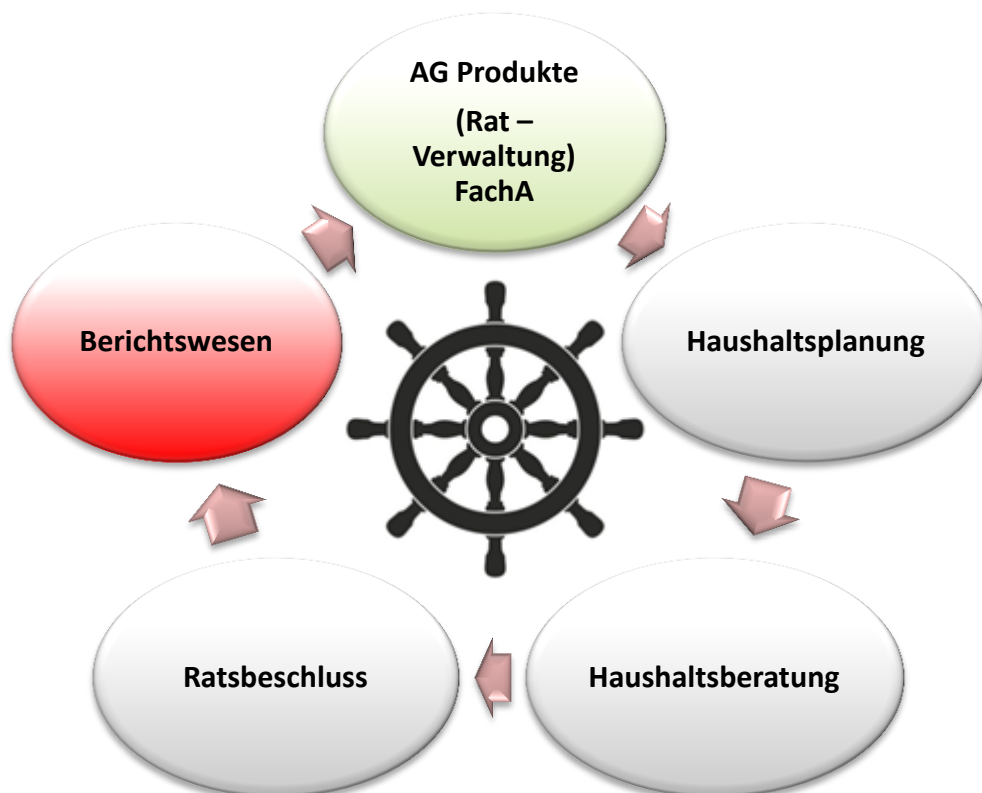 AG Produkte
(Rat –
Verwaltung)
FachA
Berichtswesen
Haushaltsplanung
Ratsbeschluss
Haushaltsberatung